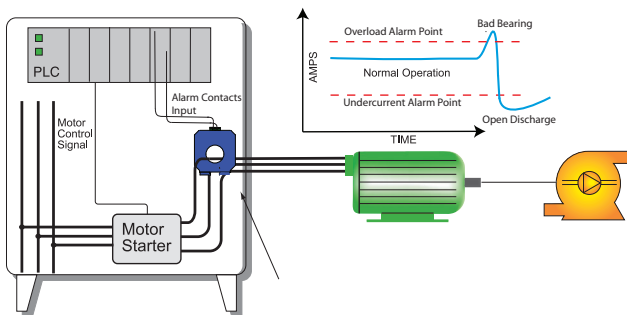 PLC
Alarm Contacts
Input
Motor
Control
Signal
Motor
Starter
AMPS
Overload Alarm Point
Bad Bearing
Normal Operation
Undercurrent Alarm Point
Open Discharge
TIME